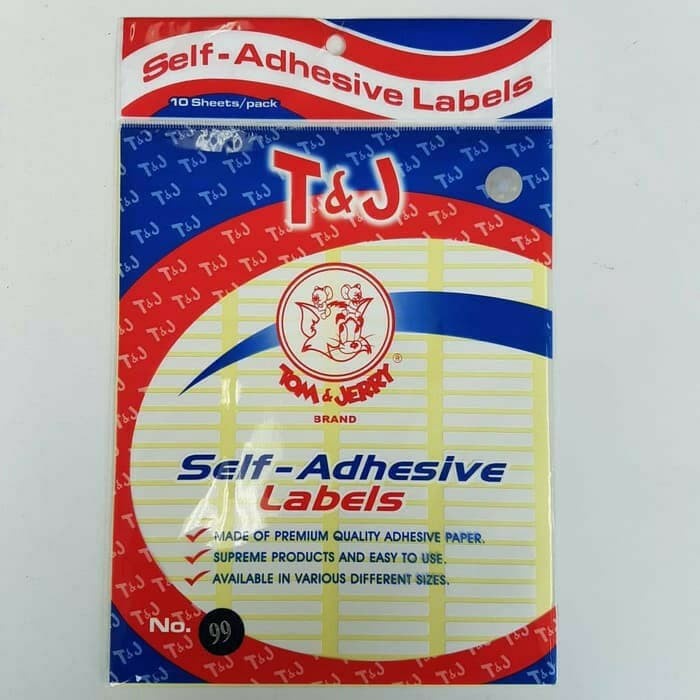 Self-Adhesive Labels
10 Sheets/pack
T&J
TOM & JERRY
®
BRAND
Self-Adhesive
Labels
MADE OF PREMIUM QUALITY ADHESIVE PAPER.
SUPREME PRODUCTS AND EASY TO USE.
AVAILABLE IN VARIOUS DIFFERENT SIZES.
No. 99